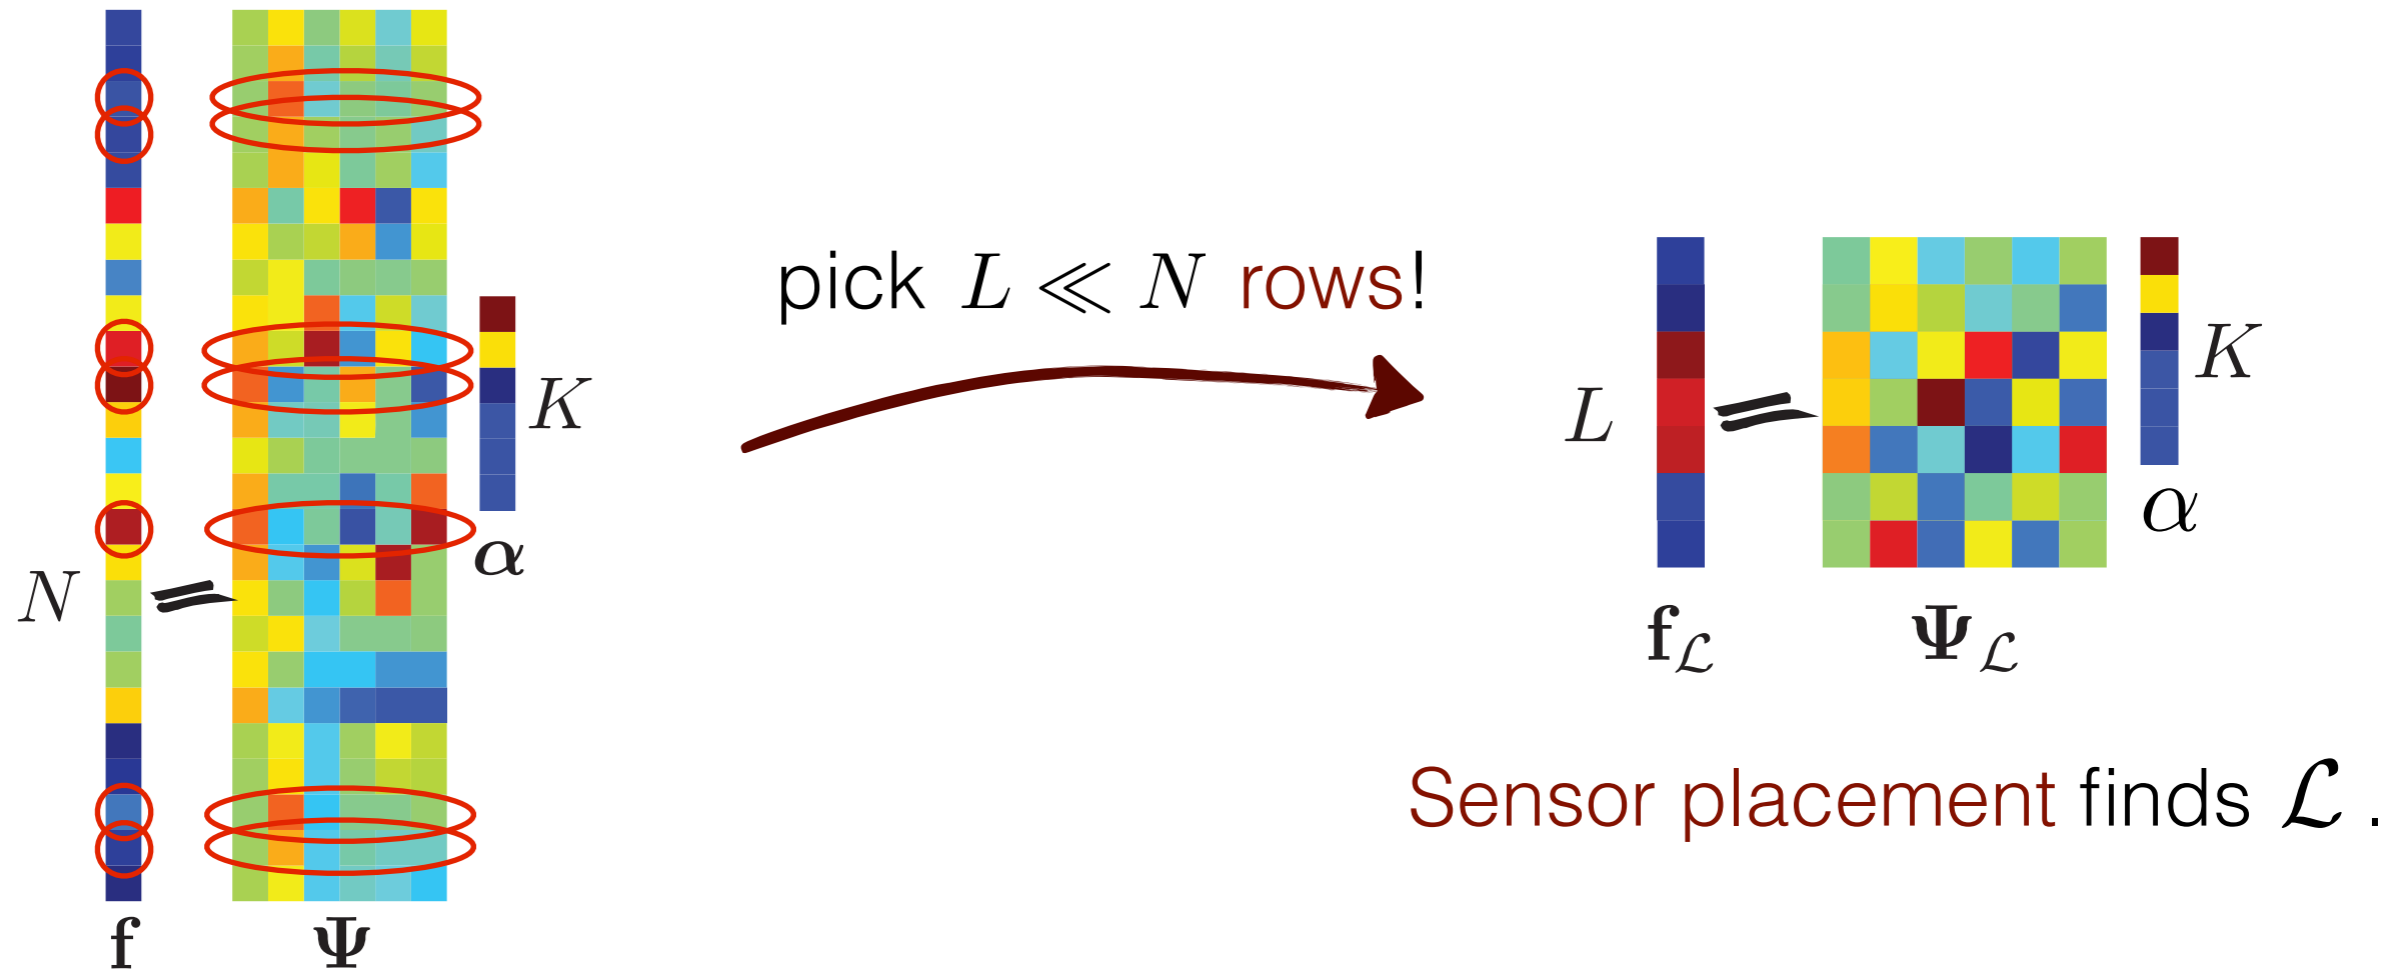 N
=
f
Ψ
K
α
pick L ≪ N rows!
L
=
K
α
f_ℒ
Ψ_ℒ
Sensor placement finds ℒ.